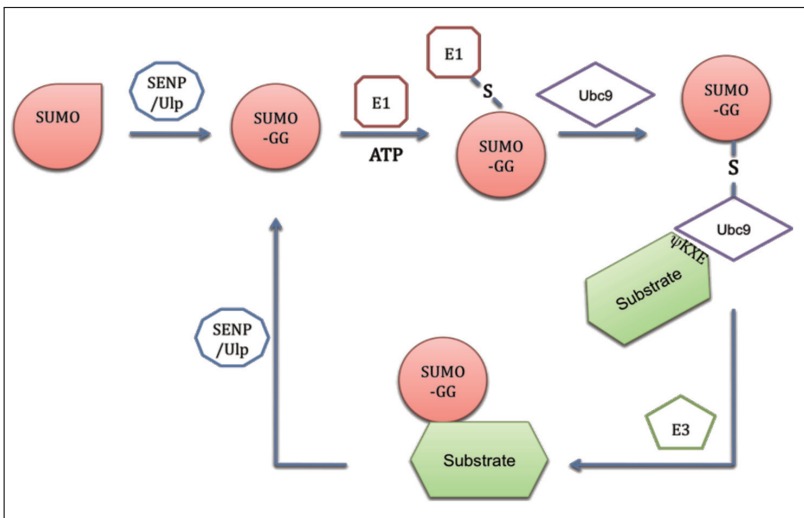 SUMO
SENP
/Ulp
SUMO
-GG
E1
ATP
E1
S
SUMO
-GG
Ubc9
SUMO
-GG
S
Ubc9
ψKXE
Substrate
E3
SUMO
-GG
Substrate
SENP
/Ulp